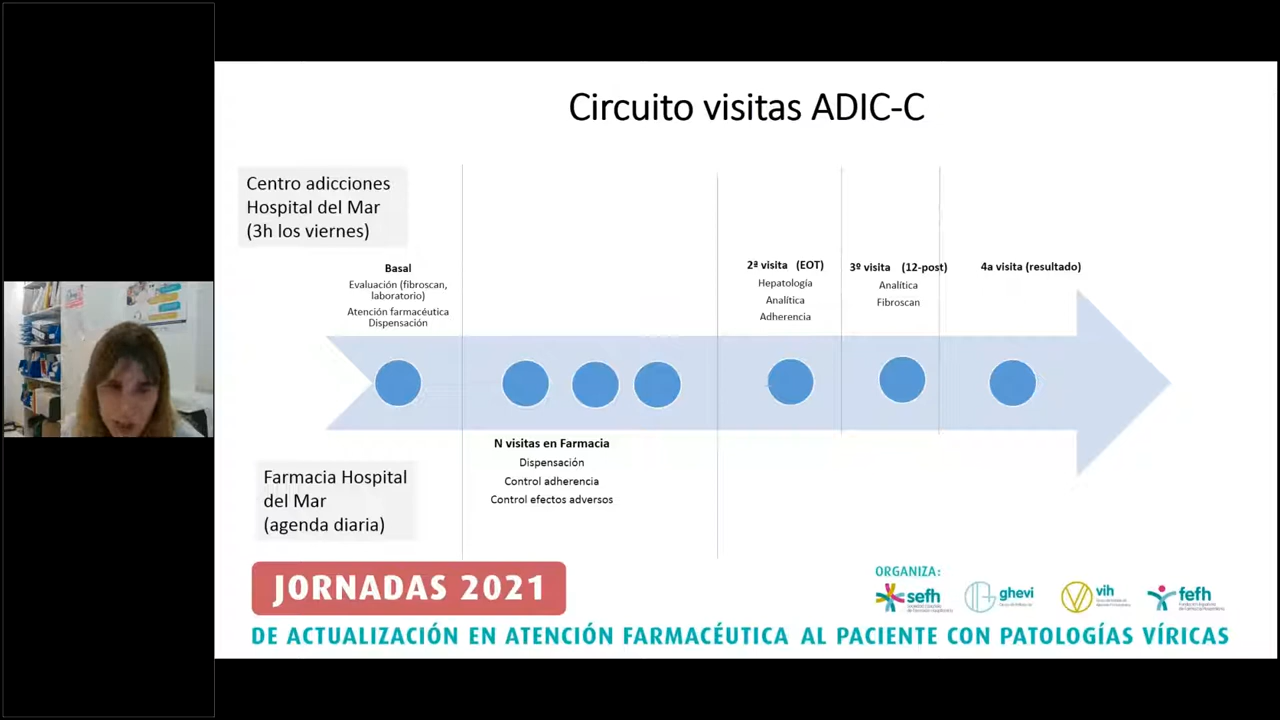 Circuito visitas ADIC-C
Centro adicciones
Hospital del Mar
(3h los viernes)
Basal
Evaluación (fibroscan,
laboratorio)
Atención farmacéutica
Dispensación
2ª visita (EOT)
Hepatología
Analítica
Adherencia
3º visita (12-post)
Analítica
Fibroscan
4a visita (resultado)
N visitas en Farmacia
Dispensación
Control adherencia
Control efectos adversos
Farmacia Hospital
del Mar
(agenda diaria)
JORNADAS 2021
ORGANIZA:
sefh
ghevi
vih
fefh
DE ACTUALIZACIÓN EN ATENCIÓN FARMACÉUTICA AL PACIENTE CON PATOLOGÍAS VÍRICAS